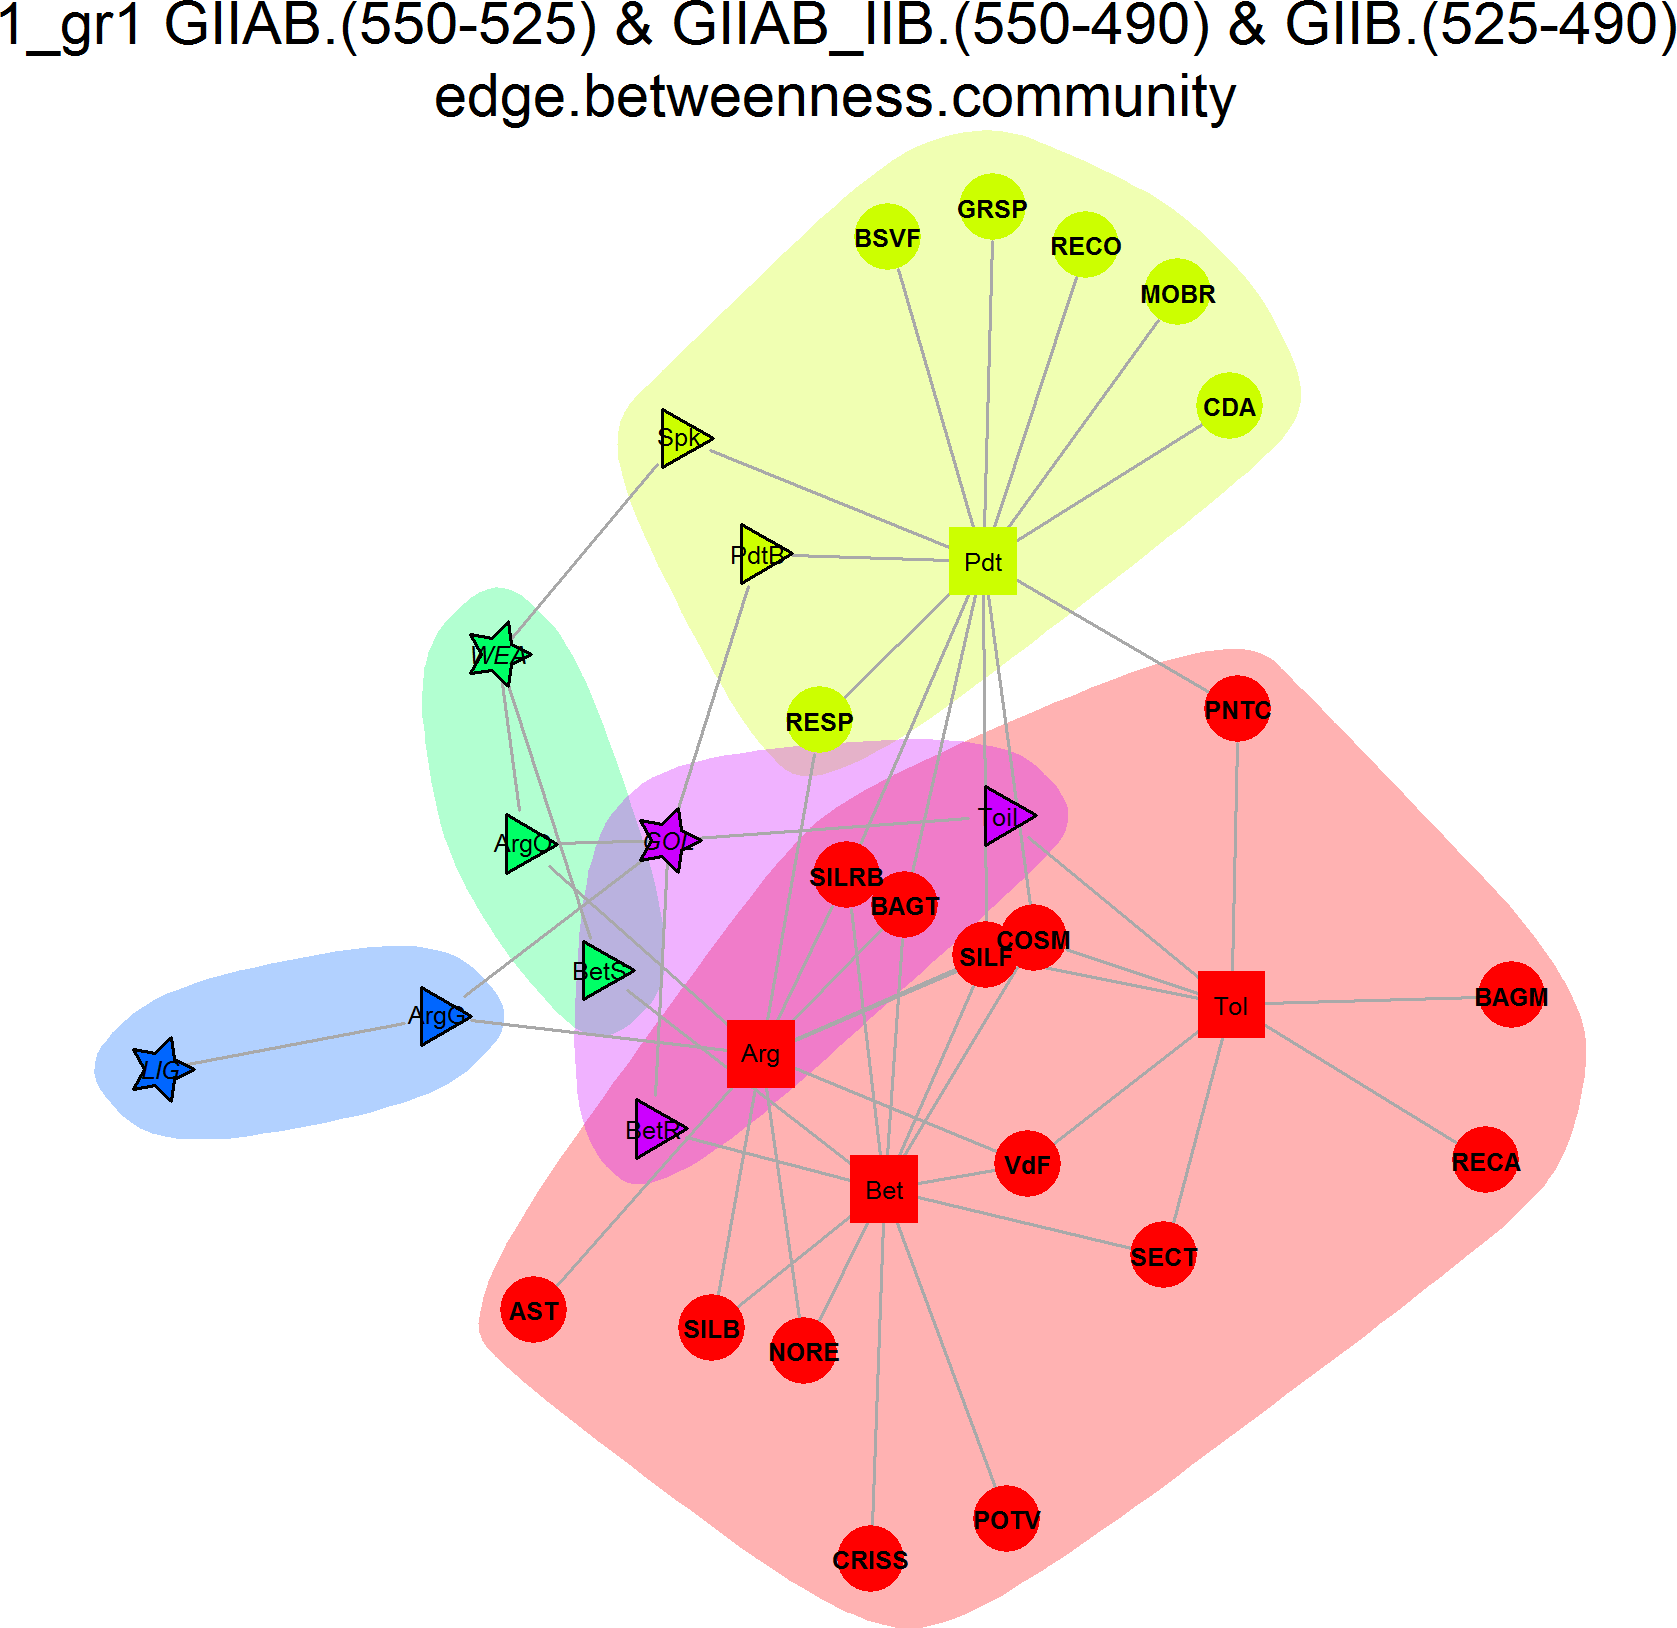 1_gr1 GIIAB.(550-525) & GIIAB_IIB.(550-490) & GIIB.(525-490)
edge.betweenness.community
GRSP
BSVF
RECO
MOBR
CDA
Spk
PdtB
Pdt
WEA
PNTC
RESP
Toil
GOL
ArgO
SILRB
BAGT
COSM
SILF
BetS
BAGM
Tol
ArgG
Arg
LIG
BetR
VdF
RECA
Bet
SECT
AST
SILB
NORE
POTV
CRISS